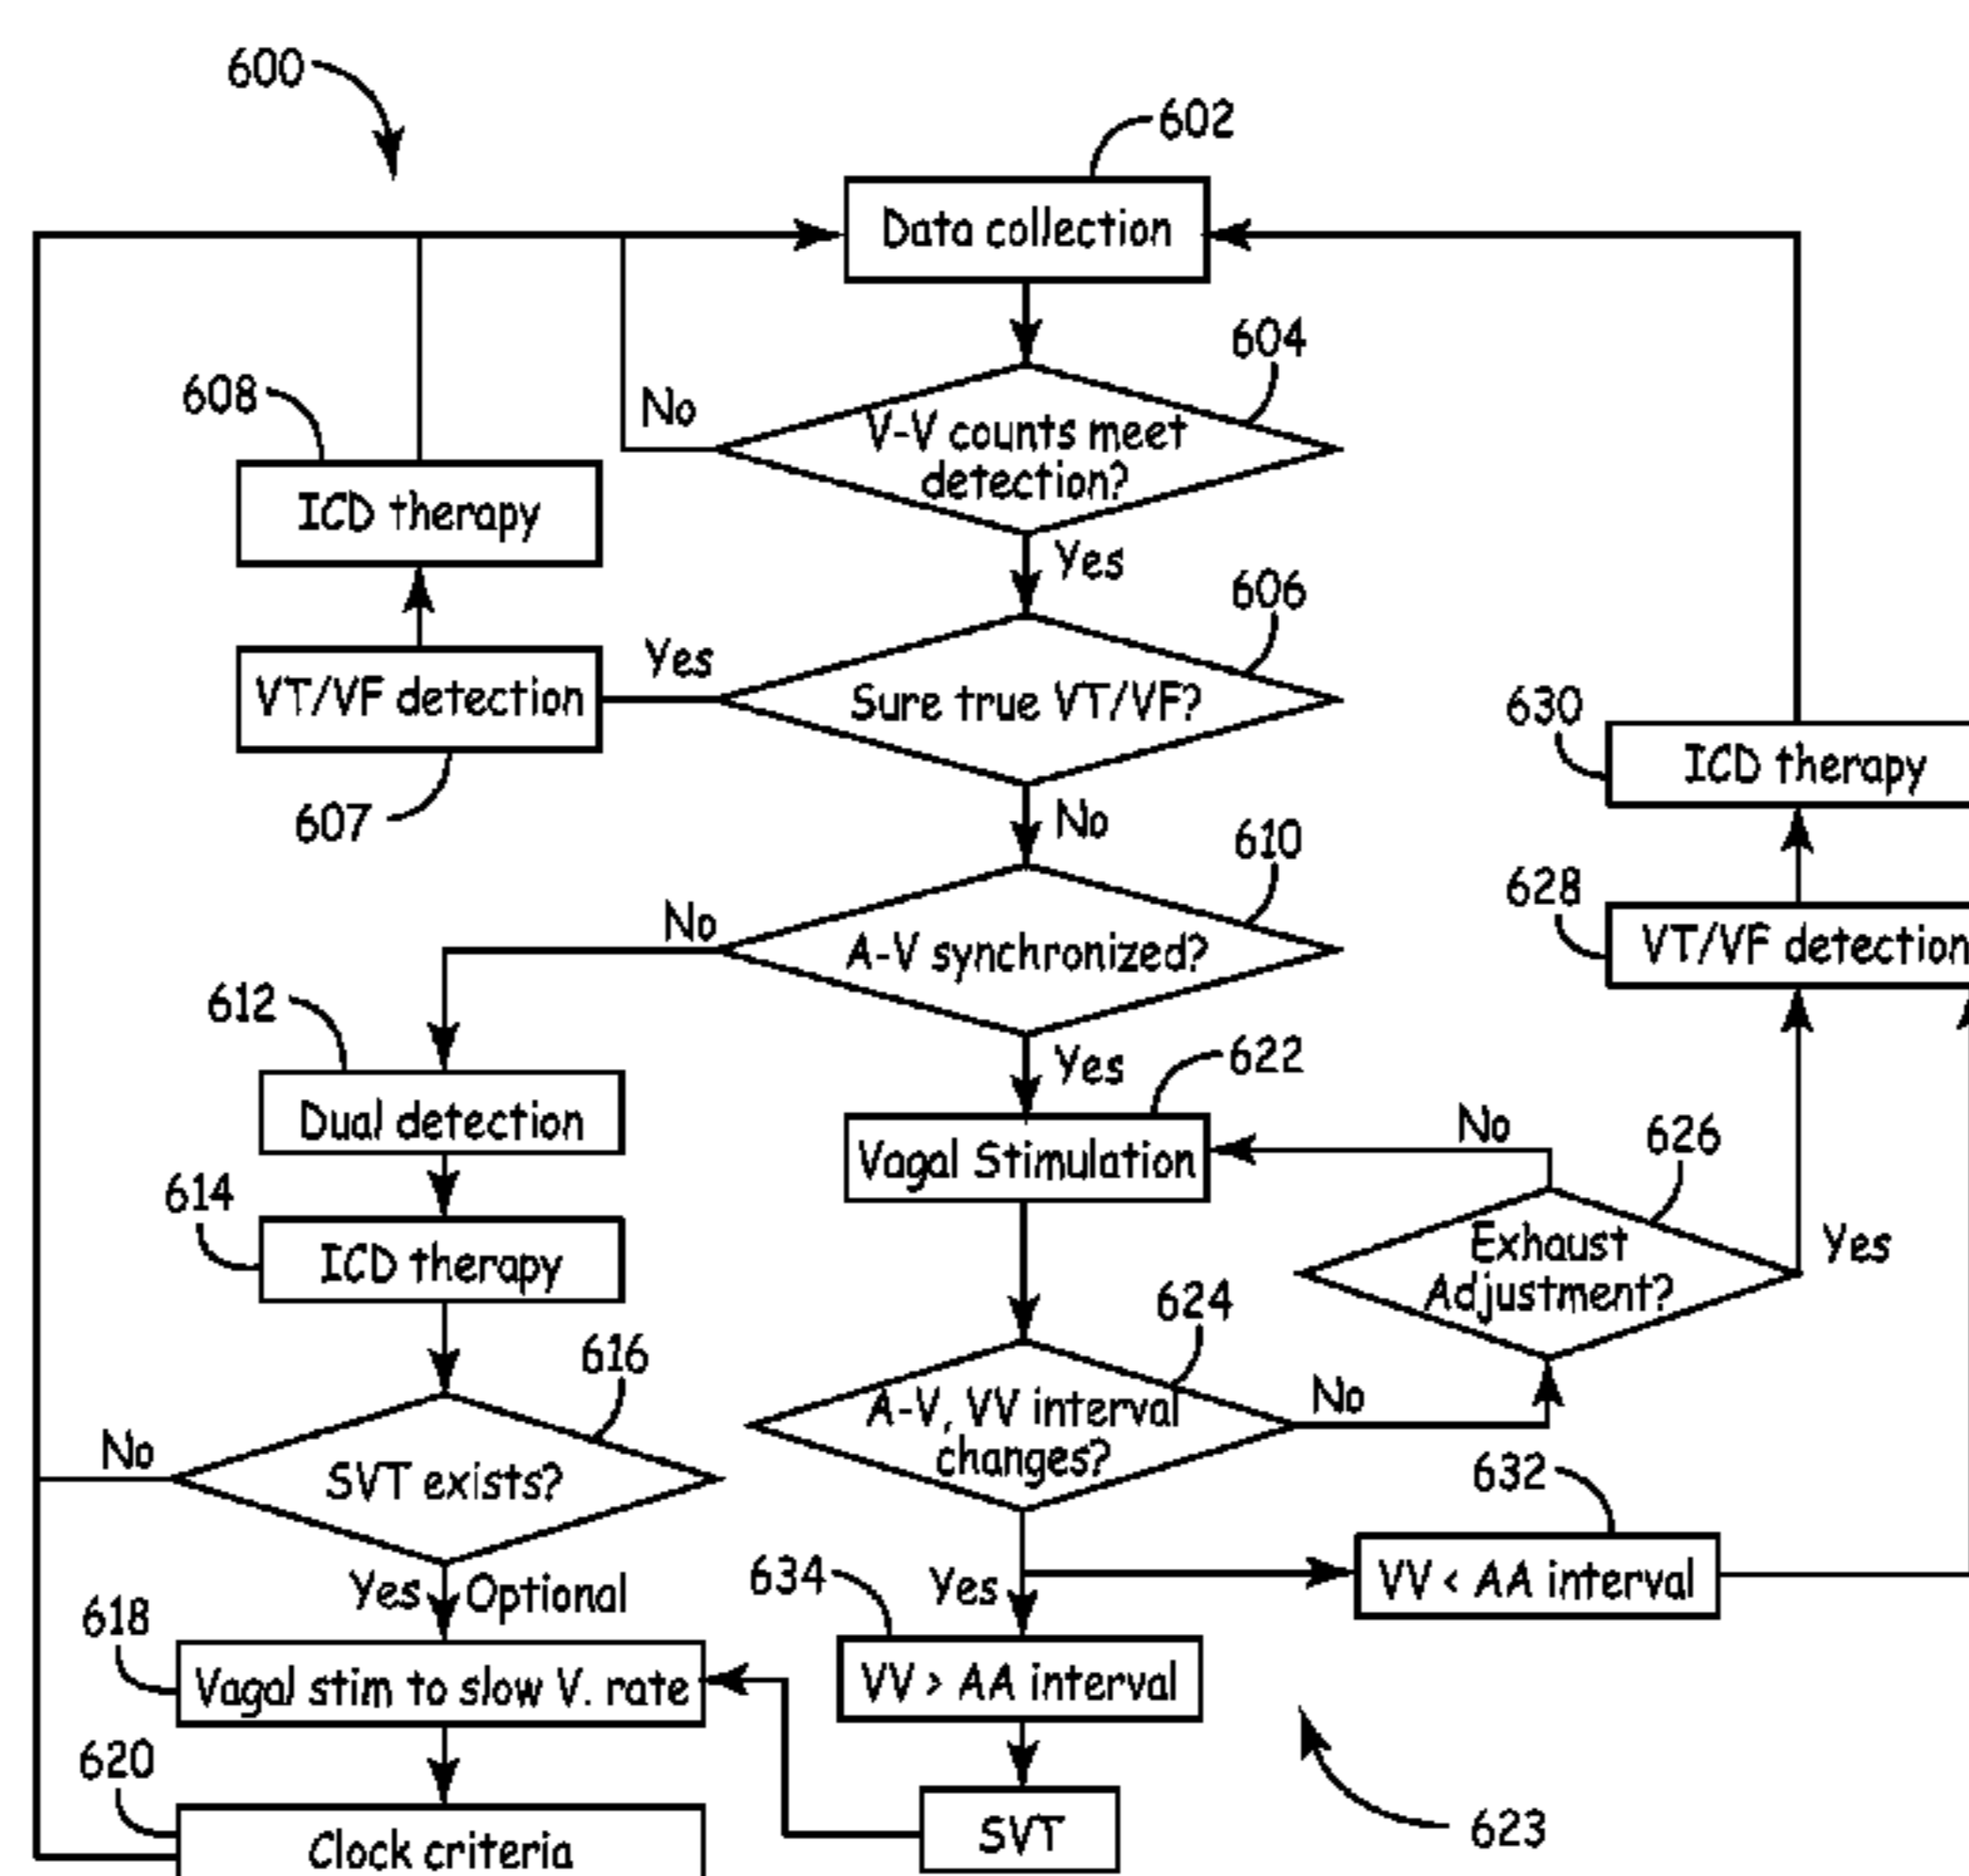 600
602
Data collection
604
608
No
V-V counts meet
detection?
ICD therapy
Yes
606
Yes
VT/VF detection
Sure true VT/VF?
630
ICD therapy
607
No
610
628
No
A-V synchronized?
VT/VF detection
612
Yes
622
Dual detection
No
626
Vagal Stimulation
614
Exhaust
Adjustment?
Yes
ICD therapy
624
616
A-V, VV interval
changes?
No
No
SVT exists?
632
634
Yes
VV < AA interval
Yes
Optional
618
Vagal stim to slow V. rate
VV > AA interval
620
623
Clock criteria
SVT